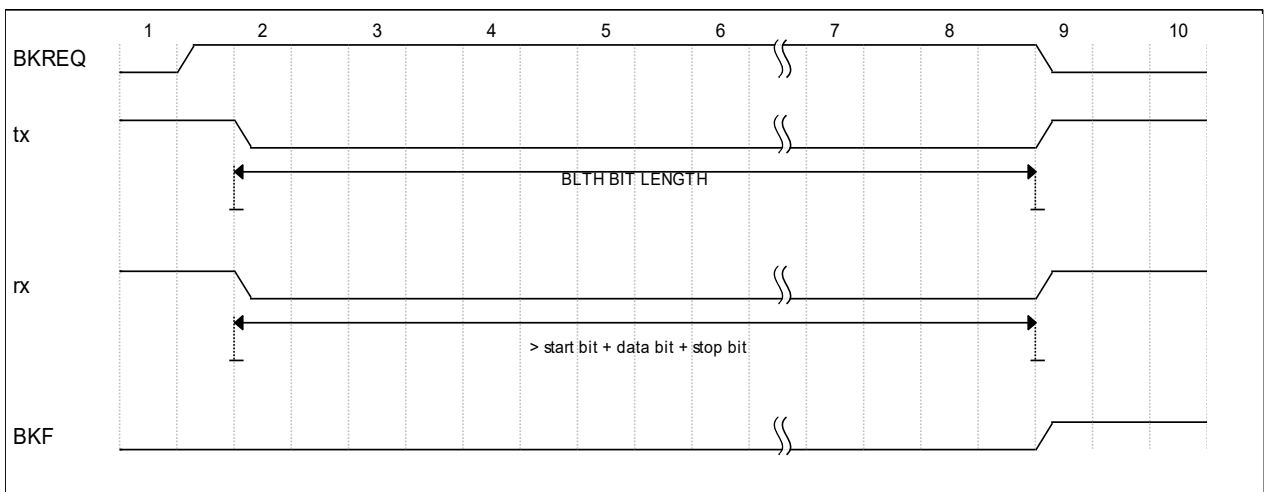 1 2 3 4 5 6 7 8 9 10
BKREQ
tx
BLTH BIT LENGTH
rx
> start bit + data bit + stop bit
BKF